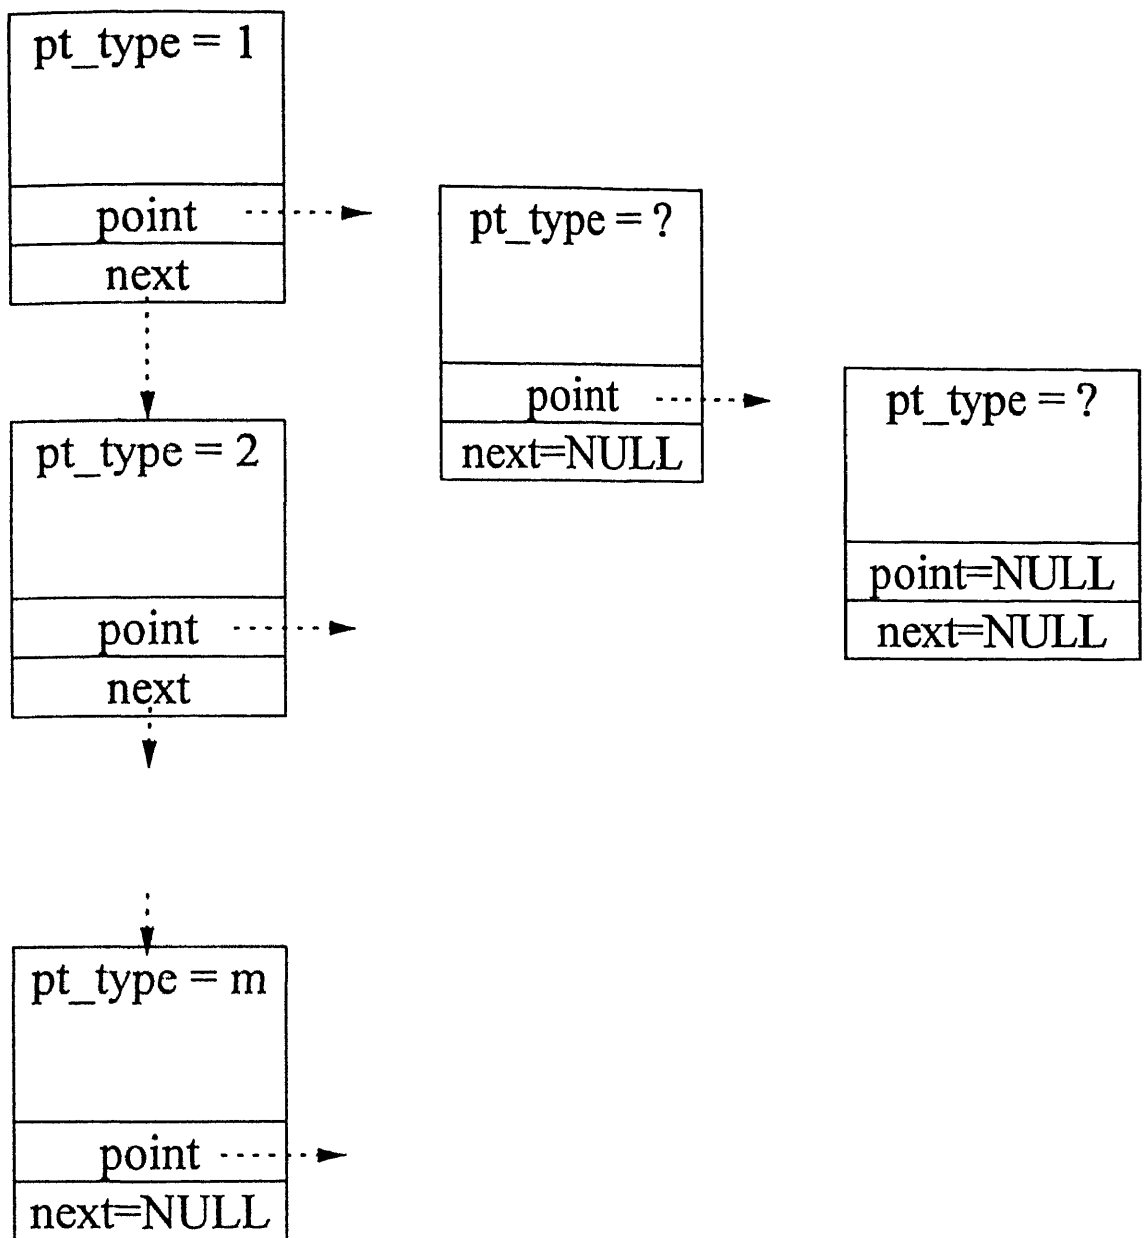 pt_type = 1
point
next
pt_type = ?
point
next=NULL
pt_type = ?
point=NULL
next=NULL
pt_type = 2
point
next
pt_type = m
point
next=NULL